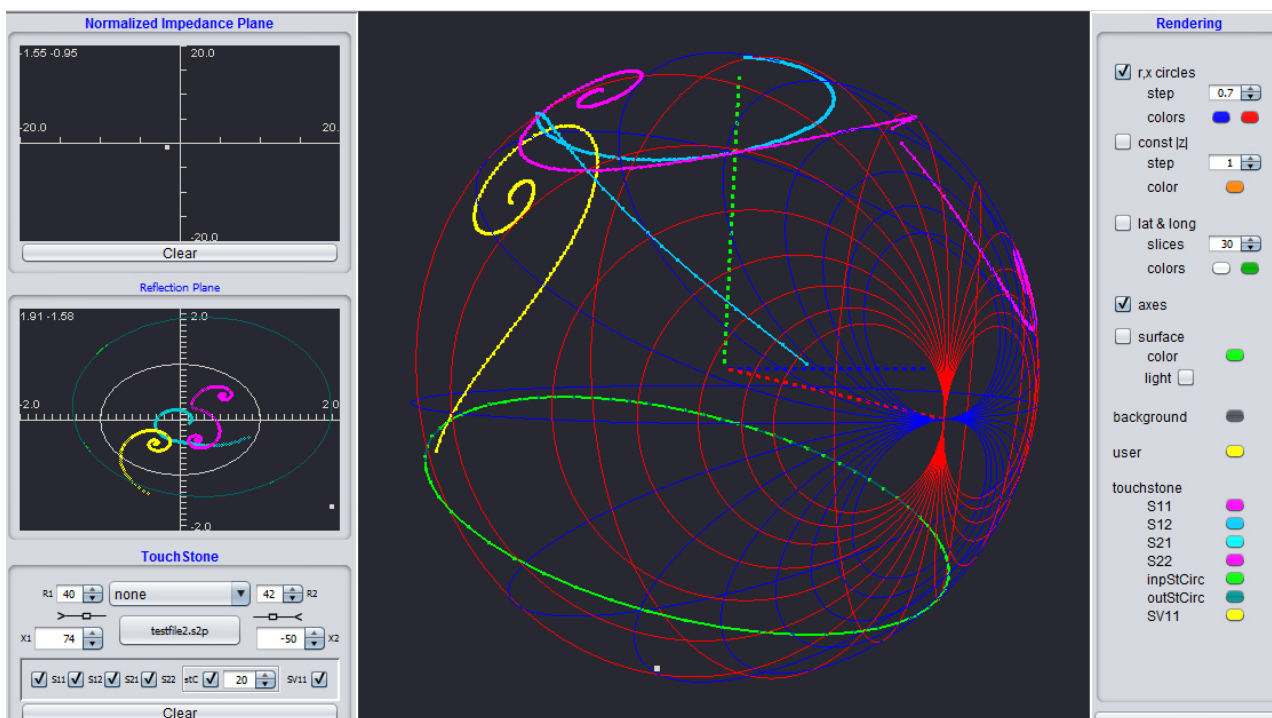 Normalized Impedance Plane
-1.55 -0.95
20.0
-20.0
20.
-20.0
Clear
Reflection Plane
1.91 -1.58
2.0
-2.0
2.0
-2.0
TouchStone
R1 40 none 42 R2
X1 74 testfile2.s2p -50 X2
S11 S12 S21 S22 stC 20 SV11
Clear
Rendering
r,x circles
step 0.7
colors
const |z|
step 1
color
lat & long
slices 30
colors
axes
surface
color
light
background
user
touchstone
S11
S12
S21
S22
inpStCirc
outStCirc
SV11